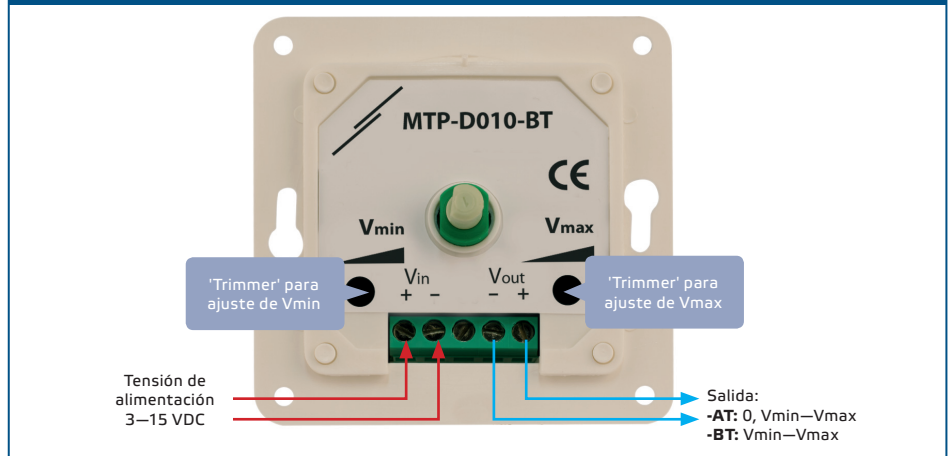 MTP-D010-BT
CE
Vmin
Vmax
'Trimmer' para
ajuste de Vmin
Vin
+ −
Vout
− +
'Trimmer' para
ajuste de Vmax
Tensión de
alimentación
3—15 VDC
Salida:
-AT: 0, Vmin—Vmax
-BT: Vmin—Vmax